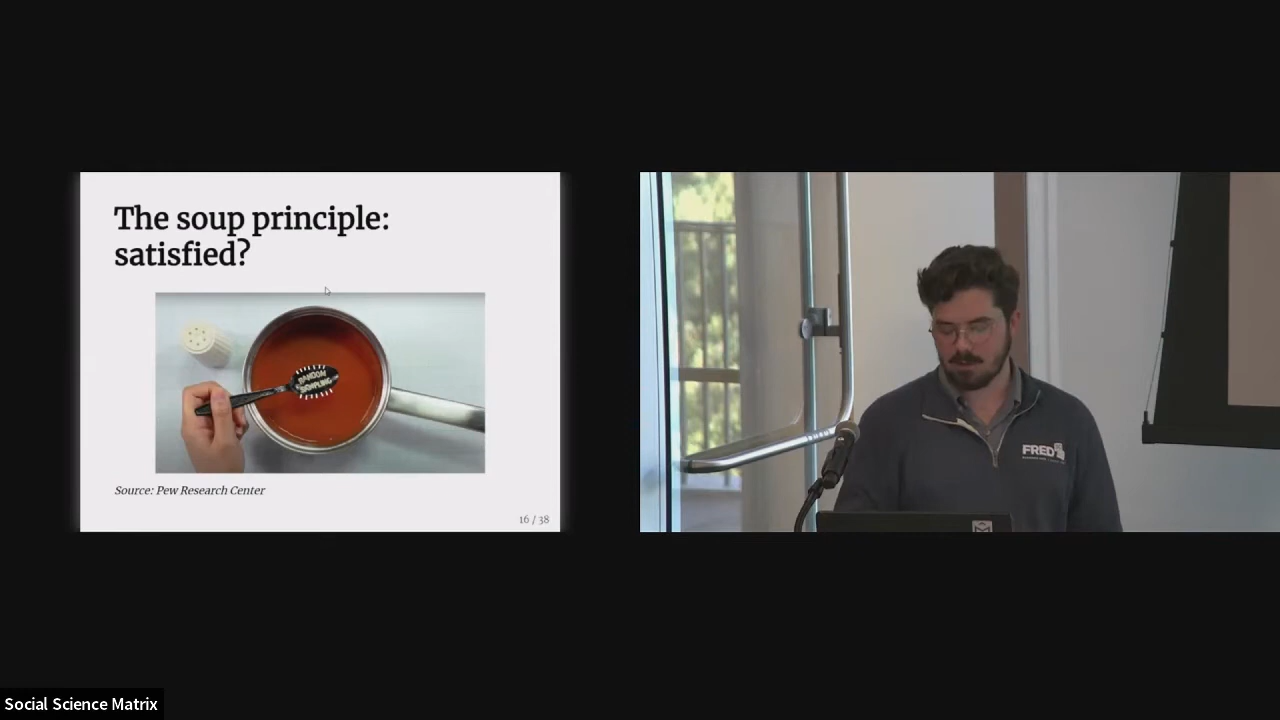 The soup principle:
satisfied?
RANDOM
SAMPLING
Source: Pew Research Center
16 / 38
FRED
Social Science Matrix